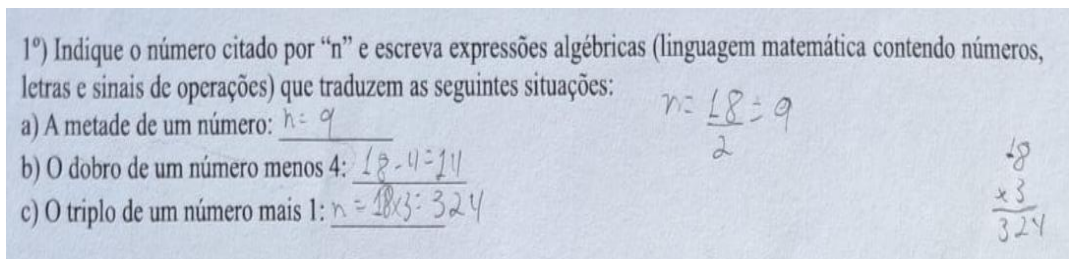 1º) Indique o número citado por “n” e escreva expressões algébricas (linguagem matemática contendo números,
letras e sinais de operações) que traduzem as seguintes situações:
n= 18/2 = 9
a) A metade de um número: n= 9
b) O dobro de um número menos 4: 18-4=14
c) O triplo de um número mais 1: n = 18x3= 324
18
x3
324